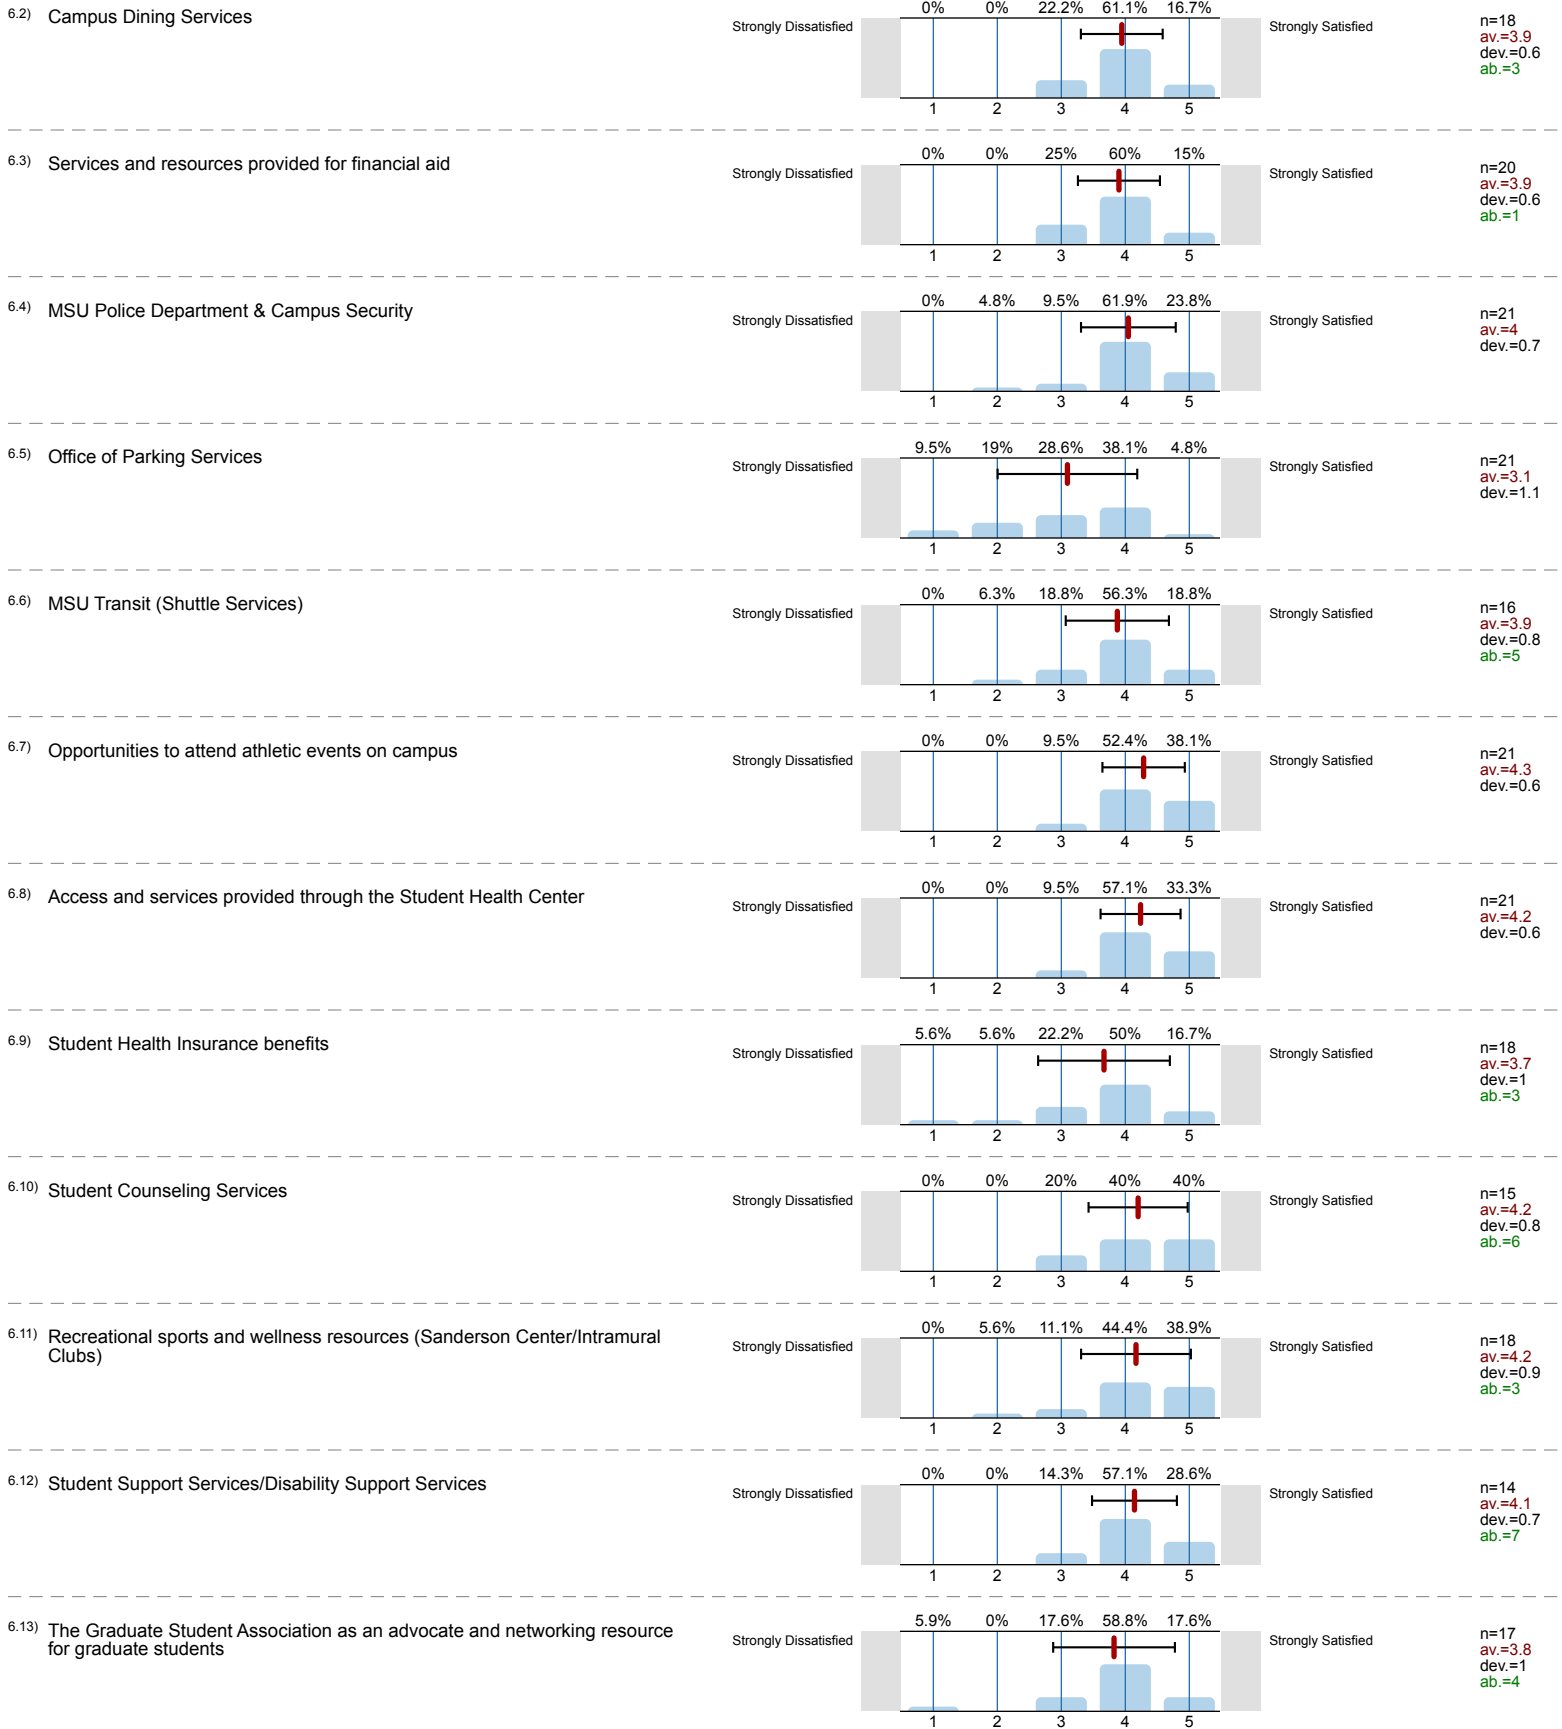 6.2) Campus Dining Services
0% 0% 22.2% 61.1% 16.7%
Strongly Dissatisfied Strongly Satisfied
1 2 3 4 5
n=18
av.=3.9
dev.=0.6
ab.=3
6.3) Services and resources provided for financial aid
0% 0% 25% 60% 15%
Strongly Dissatisfied Strongly Satisfied
1 2 3 4 5
n=20
av.=3.9
dev.=0.6
ab.=1
6.4) MSU Police Department & Campus Security
0% 4.8% 9.5% 61.9% 23.8%
Strongly Dissatisfied Strongly Satisfied
1 2 3 4 5
n=21
av.=4
dev.=0.7
6.5) Office of Parking Services
9.5% 19% 28.6% 38.1% 4.8%
Strongly Dissatisfied Strongly Satisfied
1 2 3 4 5
n=21
av.=3.1
dev.=1.1
6.6) MSU Transit (Shuttle Services)
0% 6.3% 18.8% 56.3% 18.8%
Strongly Dissatisfied Strongly Satisfied
1 2 3 4 5
n=16
av.=3.9
dev.=0.8
ab.=5
6.7) Opportunities to attend athletic events on campus
0% 0% 9.5% 52.4% 38.1%
Strongly Dissatisfied Strongly Satisfied
1 2 3 4 5
n=21
av.=4.3
dev.=0.6
6.8) Access and services provided through the Student Health Center
0% 0% 9.5% 57.1% 33.3%
Strongly Dissatisfied Strongly Satisfied
1 2 3 4 5
n=21
av.=4.2
dev.=0.6
6.9) Student Health Insurance benefits
5.6% 5.6% 22.2% 50% 16.7%
Strongly Dissatisfied Strongly Satisfied
1 2 3 4 5
n=18
av.=3.7
dev.=1
ab.=3
6.10) Student Counseling Services
0% 0% 20% 40% 40%
Strongly Dissatisfied Strongly Satisfied
1 2 3 4 5
n=15
av.=4.2
dev.=0.8
ab.=6
6.11) Recreational sports and wellness resources (Sanderson Center/Intramural
Clubs)
0% 5.6% 11.1% 44.4% 38.9%
Strongly Dissatisfied Strongly Satisfied
1 2 3 4 5
n=18
av.=4.2
dev.=0.9
ab.=3
6.12) Student Support Services/Disability Support Services
0% 0% 14.3% 57.1% 28.6%
Strongly Dissatisfied Strongly Satisfied
1 2 3 4 5
n=14
av.=4.1
dev.=0.7
ab.=7
6.13) The Graduate Student Association as an advocate and networking resource
for graduate students
5.9% 0% 17.6% 58.8% 17.6%
Strongly Dissatisfied Strongly Satisfied
1 2 3 4 5
n=17
av.=3.8
dev.=1
ab.=4